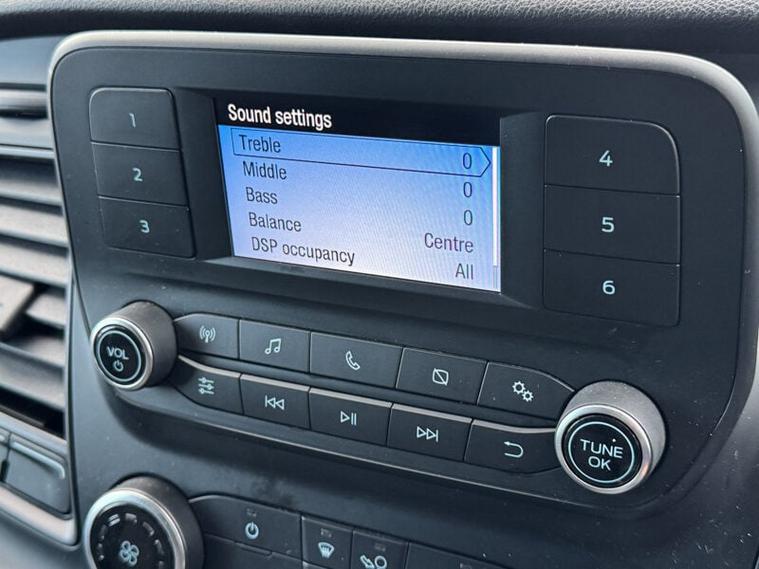 Sound settings
Treble 0
Middle 0
Bass 0
Balance Centre
DSP occupancy All
1
2
3
4
5
6
VOL
TUNE
OK